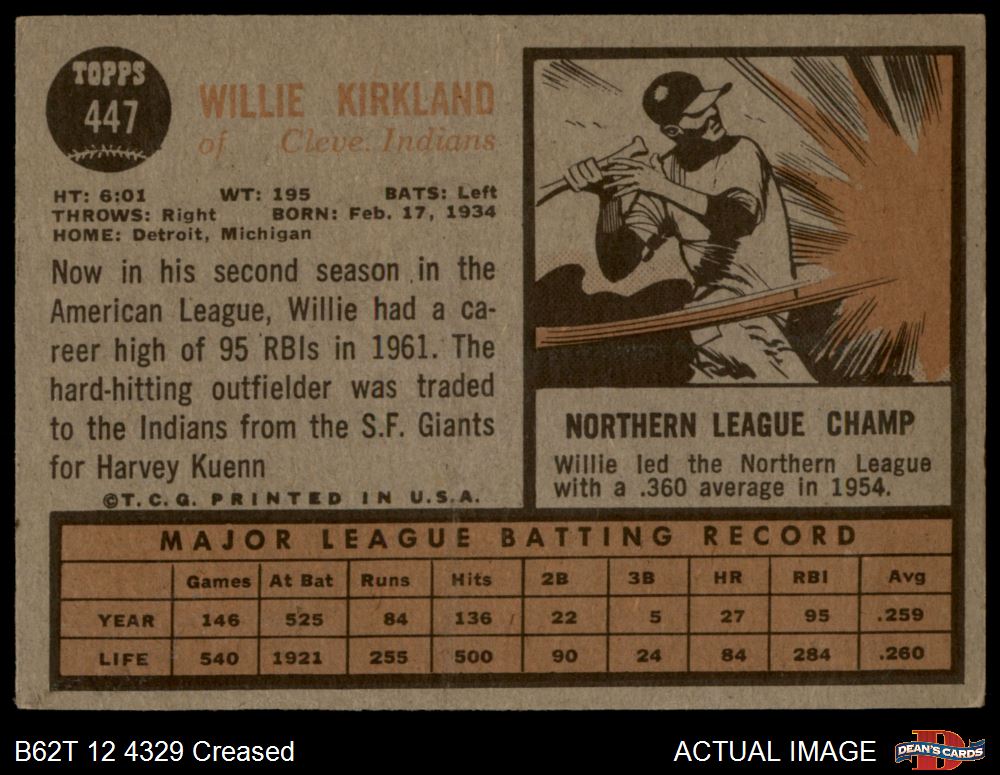 TOPPS
447
WILLIE KIRKLAND
of Cleve. Indians
HT: 6:01 WT: 195 BATS: Left
THROWS: Right BORN: Feb. 17, 1934
HOME: Detroit, Michigan
Now in his second season in the
American League, Willie had a ca-
reer high of 95 RBIs in 1961. The
hard-hitting outfielder was traded
to the Indians from the S.F. Giants
for Harvey Kuenn
©T.C.G. PRINTED IN U.S.A.
NORTHERN LEAGUE CHAMP
Willie led the Northern League
with a .360 average in 1954.
MAJOR LEAGUE BATTING RECORD
Games At Bat Runs Hits 2B 3B HR RBI Avg
YEAR 146 525 84 136 22 5 27 95 .259
LIFE 540 1921 255 500 90 24 84 284 .260
B62T 12 4329 Creased
ACTUAL IMAGE
D
DEAN'S CARDS